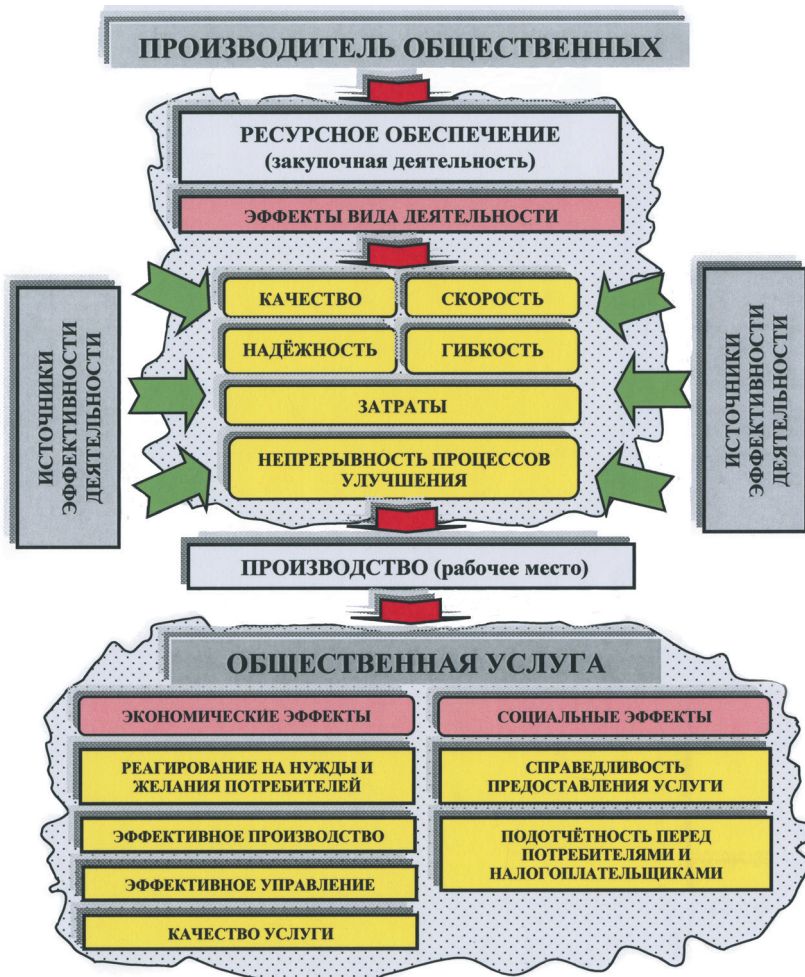 ПРОИЗВОДИТЕЛЬ ОБЩЕСТВЕННЫХ
РЕСУРСНОЕ ОБЕСПЕЧЕНИЕ
(закупочная деятельность)
ЭФФЕКТЫ ВИДА ДЕЯТЕЛЬНОСТИ
ИСТОЧНИКИ
ЭФФЕКТИВНОСТИ
ДЕЯТЕЛЬНОСТИ
КАЧЕСТВО
СКОРОСТЬ
НАДЁЖНОСТЬ
ГИБКОСТЬ
ЗАТРАТЫ
НЕПРЕРЫВНОСТЬ ПРОЦЕССОВ
УЛУЧШЕНИЯ
ИСТОЧНИКИ
ЭФФЕКТИВНОСТИ
ДЕЯТЕЛЬНОСТИ
ПРОИЗВОДСТВО (рабочее место)
ОБЩЕСТВЕННАЯ УСЛУГА
ЭКОНОМИЧЕСКИЕ ЭФФЕКТЫ
РЕАГИРОВАНИЕ НА НУЖДЫ И
ЖЕЛАНИЯ ПОТРЕБИТЕЛЕЙ
ЭФФЕКТИВНОЕ ПРОИЗВОДСТВО
ЭФФЕКТИВНОЕ УПРАВЛЕНИЕ
КАЧЕСТВО УСЛУГИ
СОЦИАЛЬНЫЕ ЭФФЕКТЫ
СПРАВЕДЛИВОСТЬ
ПРЕДОСТАВЛЕНИЯ УСЛУГИ
ПОДОТЧЁТНОСТЬ ПЕРЕД
ПОТРЕБИТЕЛЯМИ И
НАЛОГОПЛАТЕЛЬЩИКАМИ